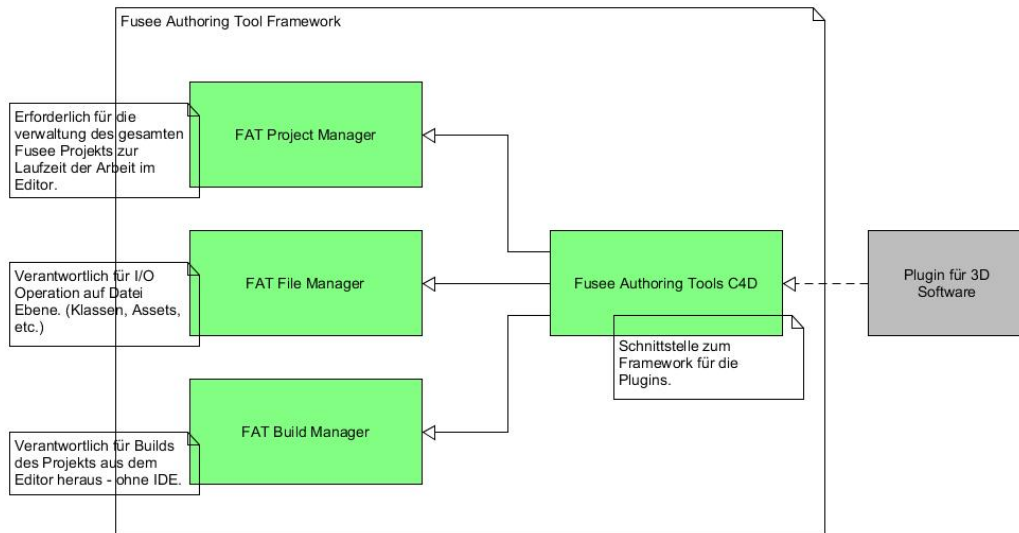 Fusee Authoring Tool Framework
Erforderlich für die
verwaltung des gesamten
Fusee Projekts zur
Laufzeit der Arbeit im
Editor.
FAT Project Manager
Verantwortlich für I/O
Operation auf Datei
Ebene. (Klassen, Assets,
etc.)
FAT File Manager
Fusee Authoring Tools C4D
Schnittstelle zum
Framework für die
Plugins.
Plugin für 3D
Software
Verantwortlich für Builds
des Projekts aus dem
Editor heraus - ohne IDE.
FAT Build Manager